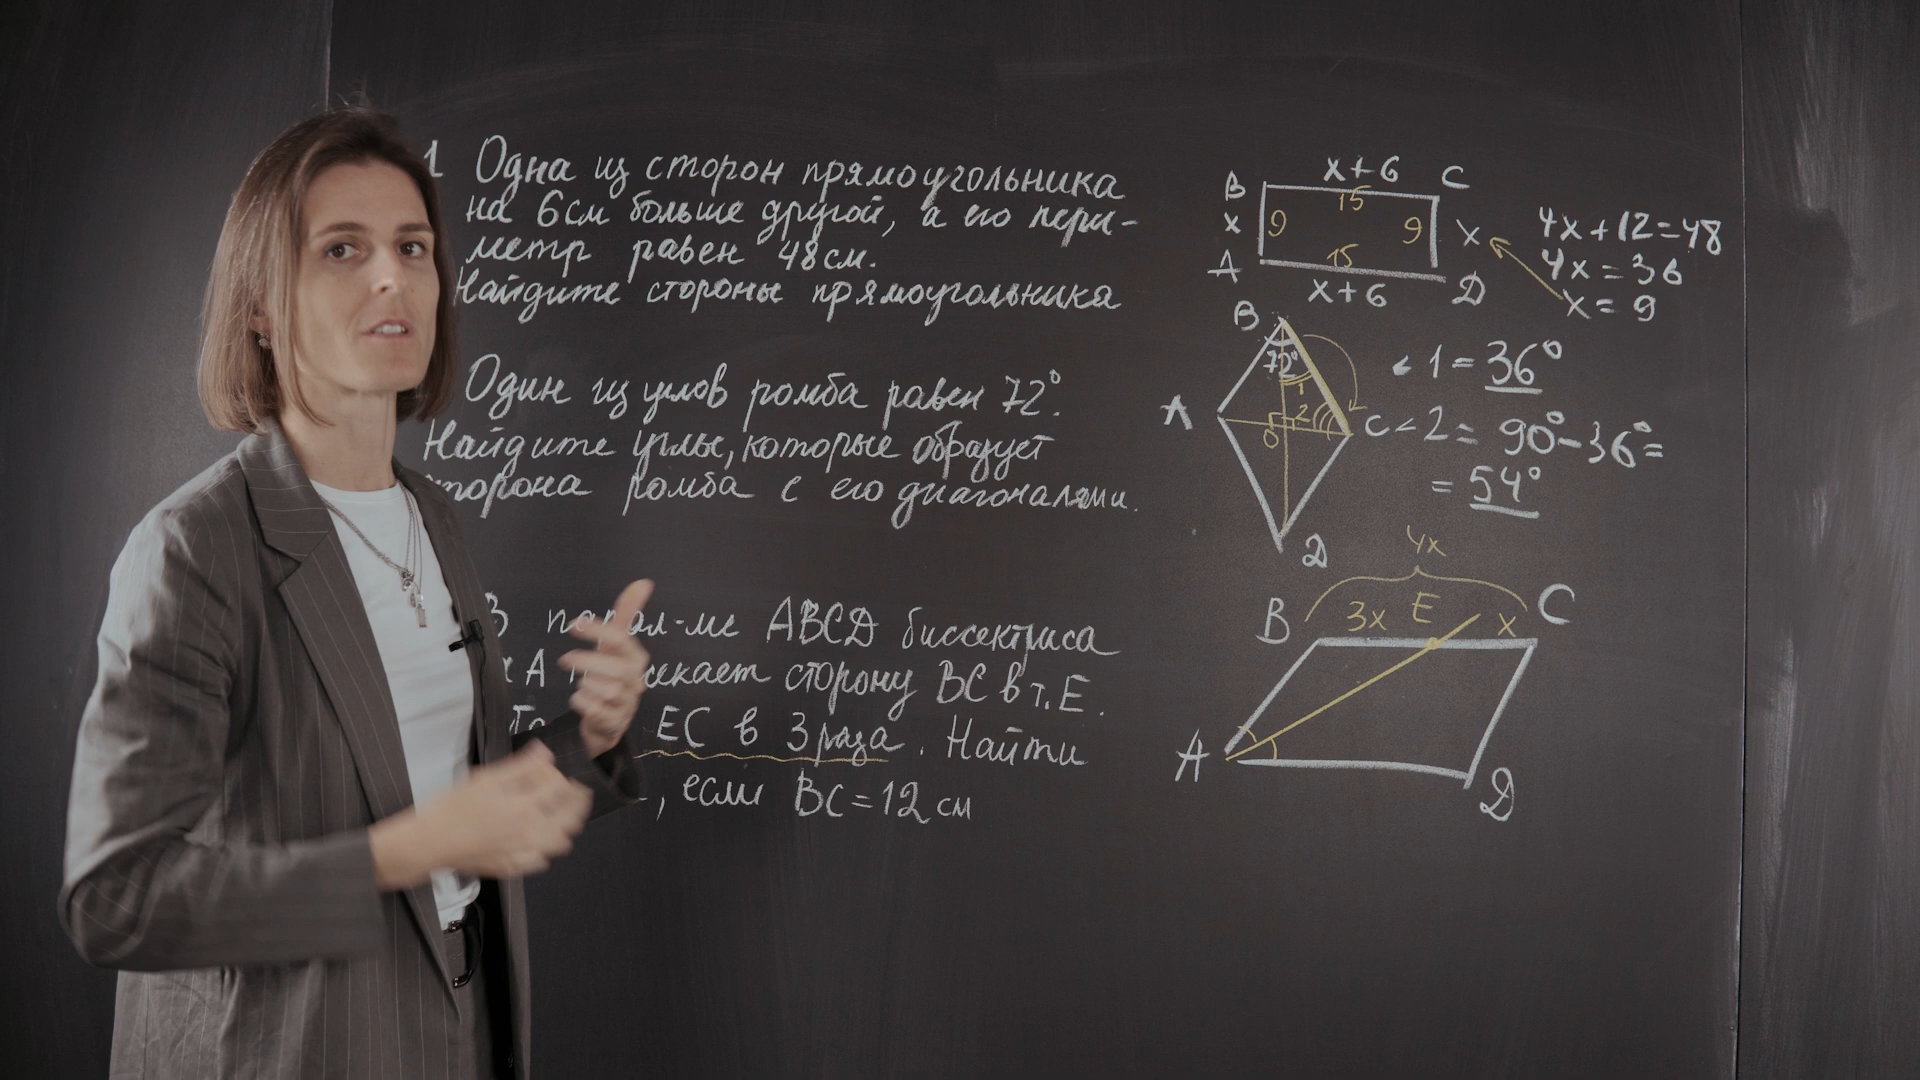 1 Одна из сторон прямоугольника
на 6см больше другой, а его пери-
метр равен 48см.
Найдите стороны прямоугольника
Один из углов ромба равен 72°.
Найдите углы, которые образует
сторона ромба с его диагоналями.
3 парал-ме ABCD биссектриса
A сторону BC в т. E.
EC в 3 раза. Найти
, если BC=12см
x+6
B C
15
x 9 9 x
15
A D
x+6
4x+12=48
4x=36
x=9
B
72°
1
A 2 C
O
D
∠1=36°
∠2=90°-36°=
=54°
4x
B 3x E x C
A D